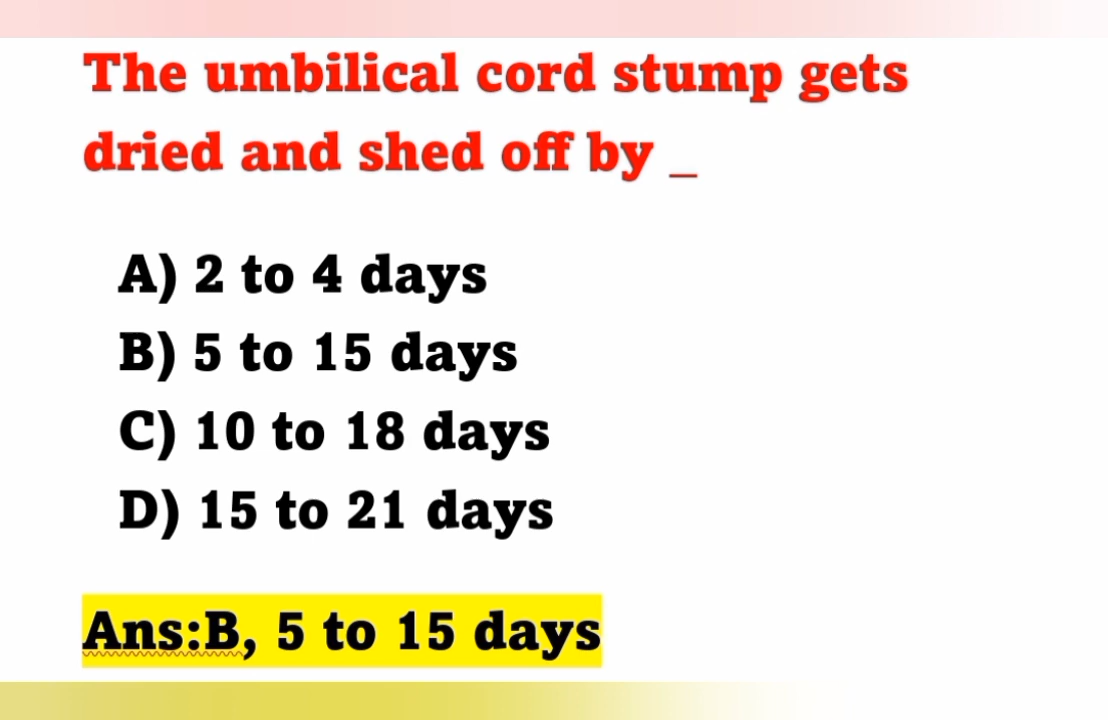 The umbilical cord stump gets
dried and shed off by _
A) 2 to 4 days
B) 5 to 15 days
C) 10 to 18 days
D) 15 to 21 days
Ans:B, 5 to 15 days